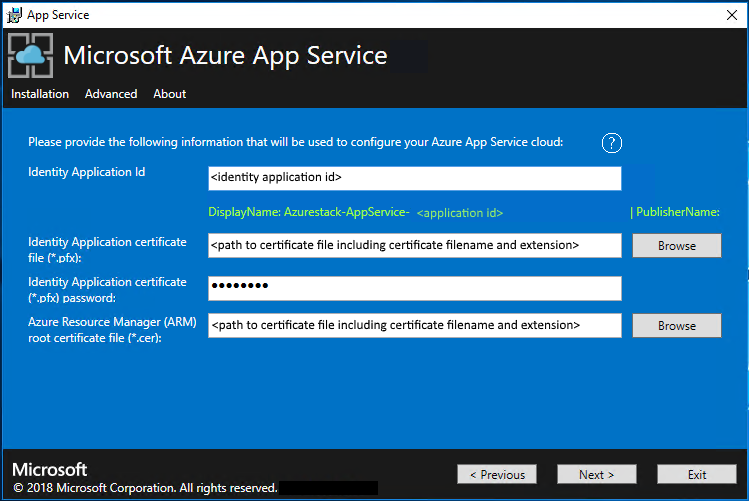 App Service
Microsoft Azure App Service
Installation Advanced About
Please provide the following information that will be used to configure your Azure App Service cloud: ?
Identity Application Id
<identity application id>
DisplayName: Azurestack-AppService- <application id> | PublisherName:
Identity Application certificate
file (*.pfx):
<path to certificate file including certificate filename and extension> Browse
Identity Application certificate
(*.pfx) password:
●●●●●●●●
Azure Resource Manager (ARM)
root certificate file (*.cer):
<path to certificate file including certificate filename and extension> Browse
Microsoft
© 2018 Microsoft Corporation. All rights reserved.
< Previous Next > Exit